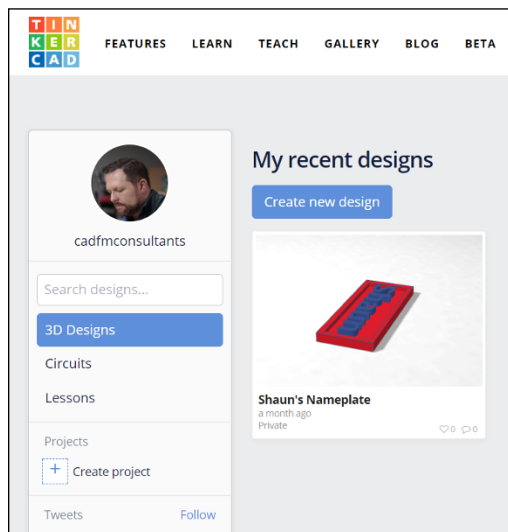 TIN
KER
CAD
FEATURES LEARN TEACH GALLERY BLOG BETA
cadfmconsultants
Search designs...
3D Designs
Circuits
Lessons
Projects
+ Create project
Tweets Follow
My recent designs
Create new design
Shaun's Nameplate
a month ago
Private
0 0